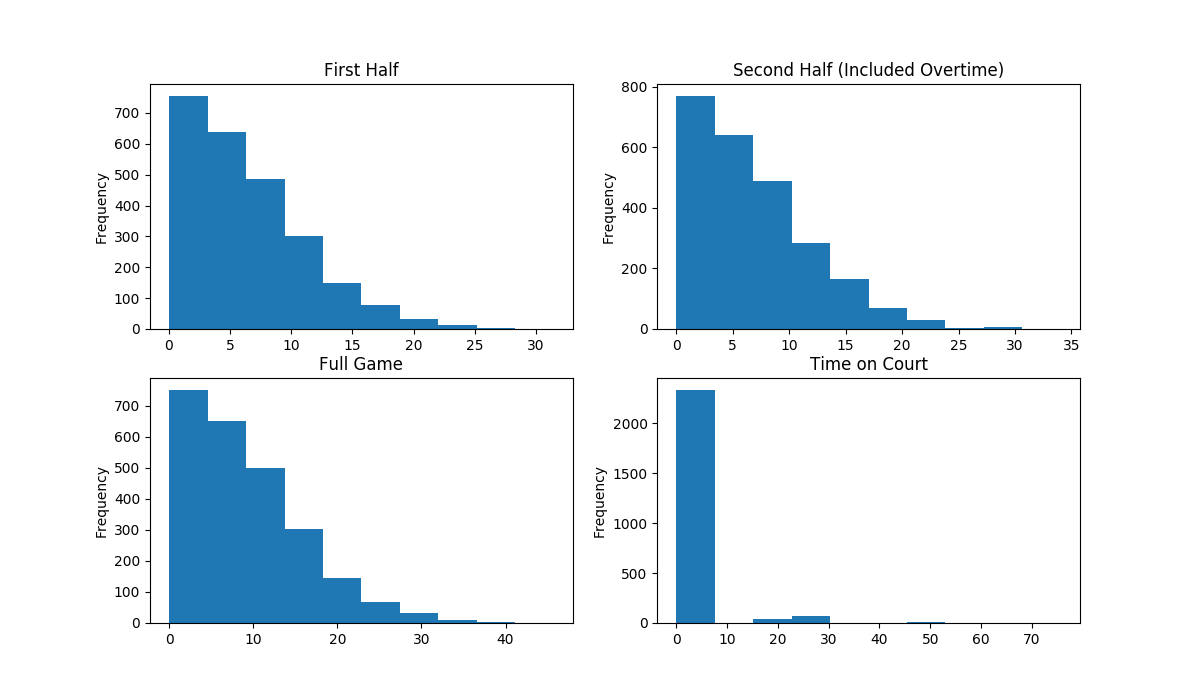 First Half
Frequency
700
600
500
400
300
200
100
0
0 5 10 15 20 25 30
Second Half (Included Overtime)
Frequency
800
600
400
200
0
0 5 10 15 20 25 30 35
Full Game
Frequency
700
600
500
400
300
200
100
0
0 10 20 30 40
Time on Court
Frequency
2000
1500
1000
500
0
0 10 20 30 40 50 60 70